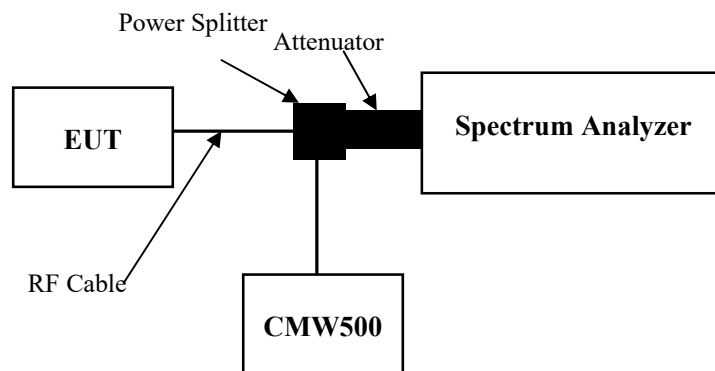 Power Splitter
Attenuator
EUT
Spectrum Analyzer
RF Cable
CMW500